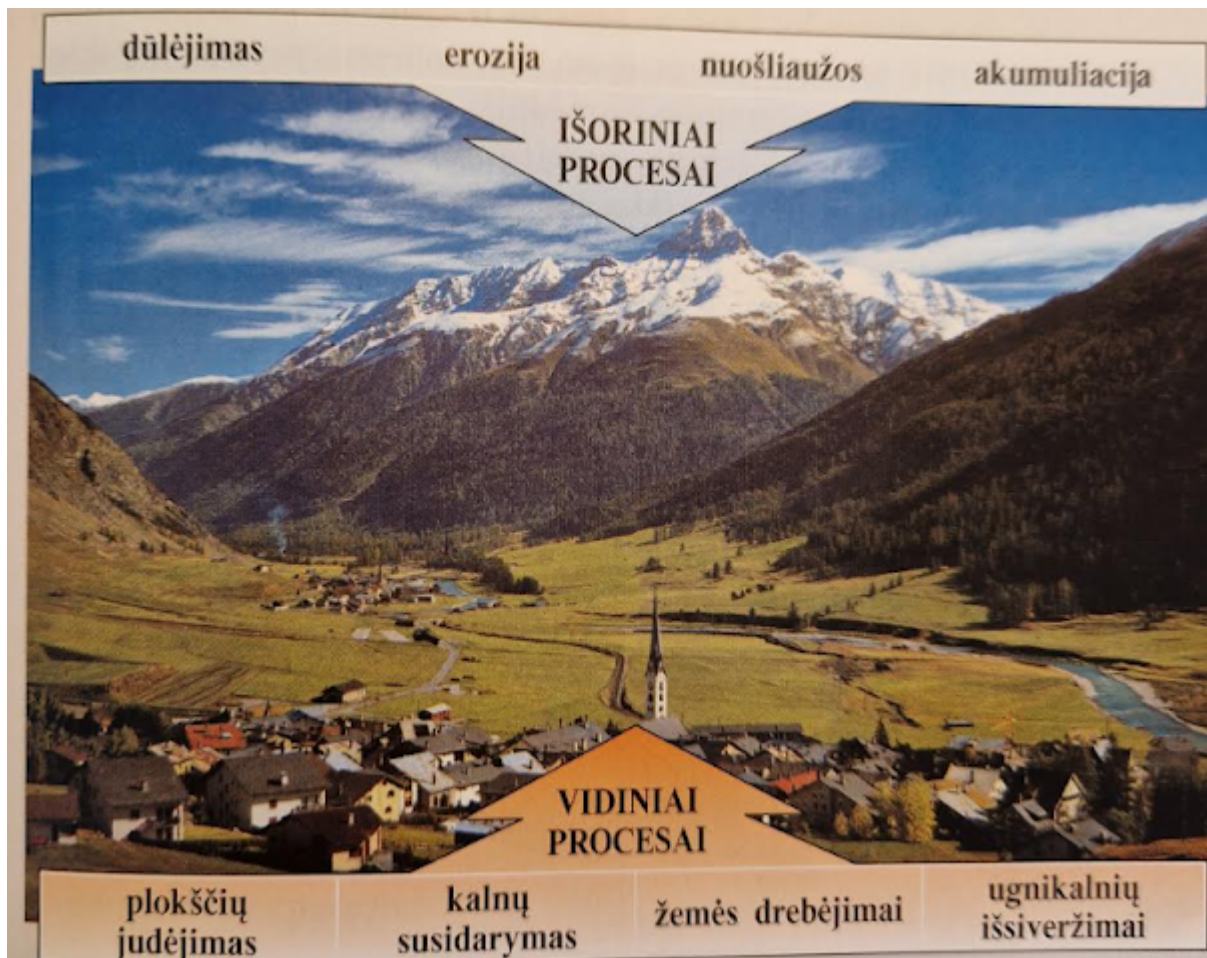 dūlėjimas erozija nuošliaužos akumuliacija
IŠORINIAI
PROCESAI
VIDINIAI
PROCESAI
plokščių
judėjimas
kalnų
susidarymas
žemės drebėjimai
ugnikalnių
išsiveržimai